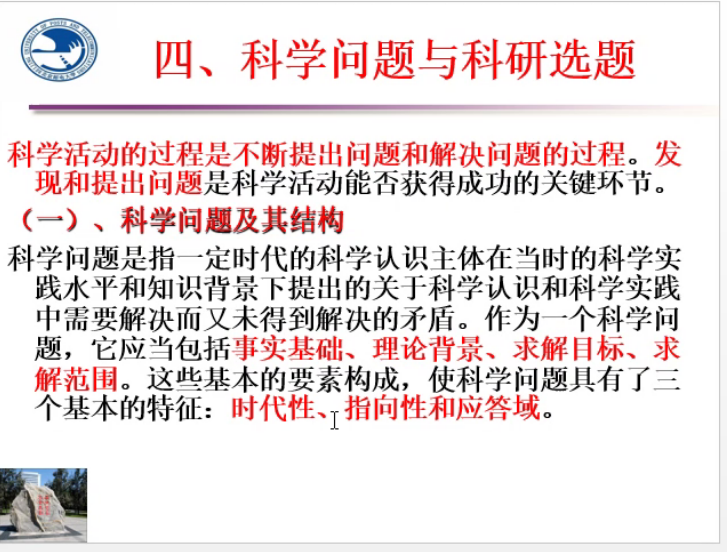 四、科学问题与科研选题
科学活动的过程是不断提出问题和解决问题的过程。发
现和提出问题是科学活动能否获得成功的关键环节。
（一）、科学问题及其结构
科学问题是指一定时代的科学认识主体在当时的科学实
践水平和知识背景下提出的关于科学认识和科学实践
中需要解决而又未得到解决的矛盾。作为一个科学问
题，它应当包括事实基础、理论背景、求解目标、求
解范围。这些基本的要素构成，使科学问题具有了三
个基本的特征：时代性、指向性和应答域。